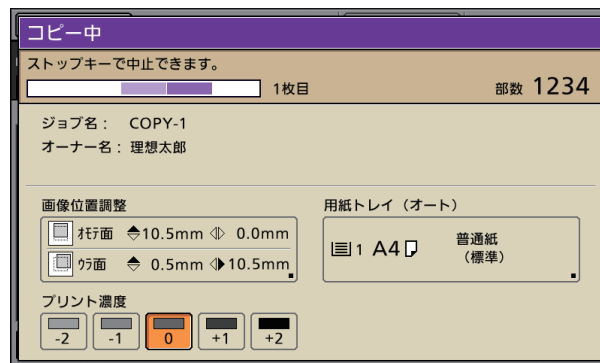 コピー中
ストップキーで中止できます。
1枚目 部数 1234
ジョブ名： COPY-1
オーナー名：理想太郎
画像位置調整
ｵﾓﾃ面 10.5mm 0.0mm
ｳﾗ面 0.5mm 10.5mm
用紙トレイ（オート）
1 A4 普通紙
（標準）
プリント濃度
-2 -1 0 +1 +2